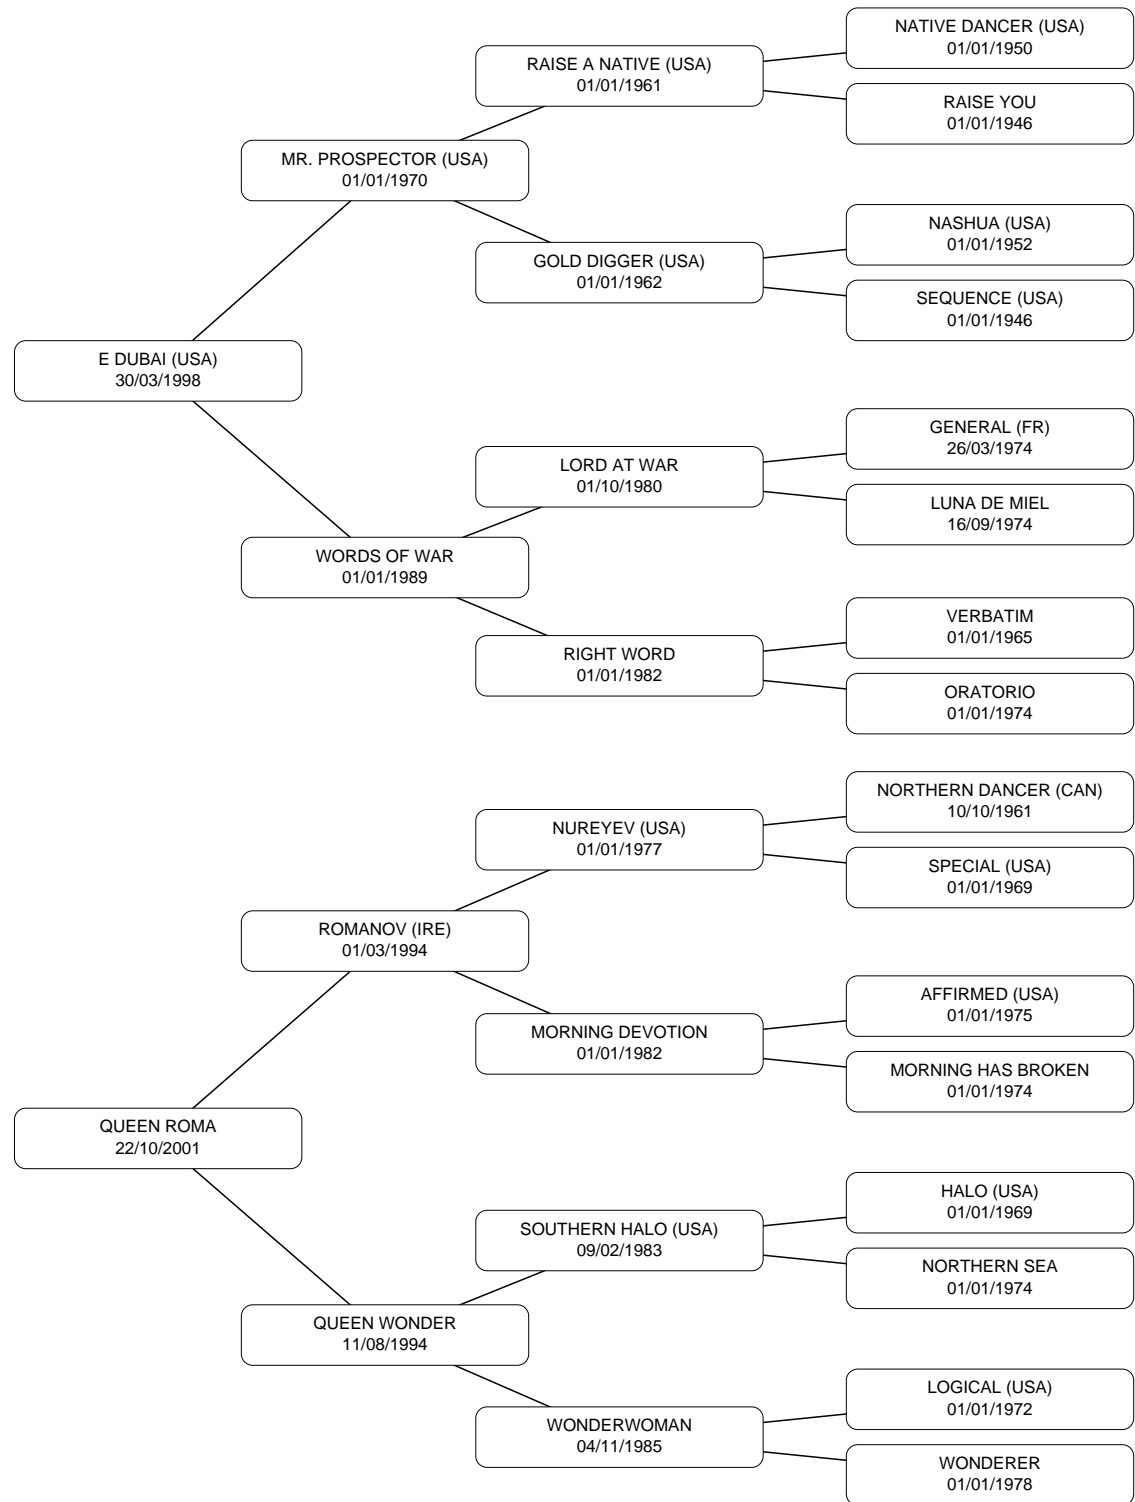 NATIVE DANCER (USA)
01/01/1950
RAISE A NATIVE (USA)
01/01/1961
RAISE YOU
01/01/1946
MR. PROSPECTOR (USA)
01/01/1970
NASHUA (USA)
01/01/1952
GOLD DIGGER (USA)
01/01/1962
SEQUENCE (USA)
01/01/1946
E DUBAI (USA)
30/03/1998
GENERAL (FR)
26/03/1974
LORD AT WAR
01/10/1980
LUNA DE MIEL
16/09/1974
WORDS OF WAR
01/01/1989
VERBATIM
01/01/1965
RIGHT WORD
01/01/1982
ORATORIO
01/01/1974
NORTHERN DANCER (CAN)
10/10/1961
NUREYEV (USA)
01/01/1977
SPECIAL (USA)
01/01/1969
ROMANOV (IRE)
01/03/1994
AFFIRMED (USA)
01/01/1975
MORNING DEVOTION
01/01/1982
MORNING HAS BROKEN
01/01/1974
QUEEN ROMA
22/10/2001
HALO (USA)
01/01/1969
SOUTHERN HALO (USA)
09/02/1983
NORTHERN SEA
01/01/1974
QUEEN WONDER
11/08/1994
LOGICAL (USA)
01/01/1972
WONDERWOMAN
04/11/1985
WONDERER
01/01/1978